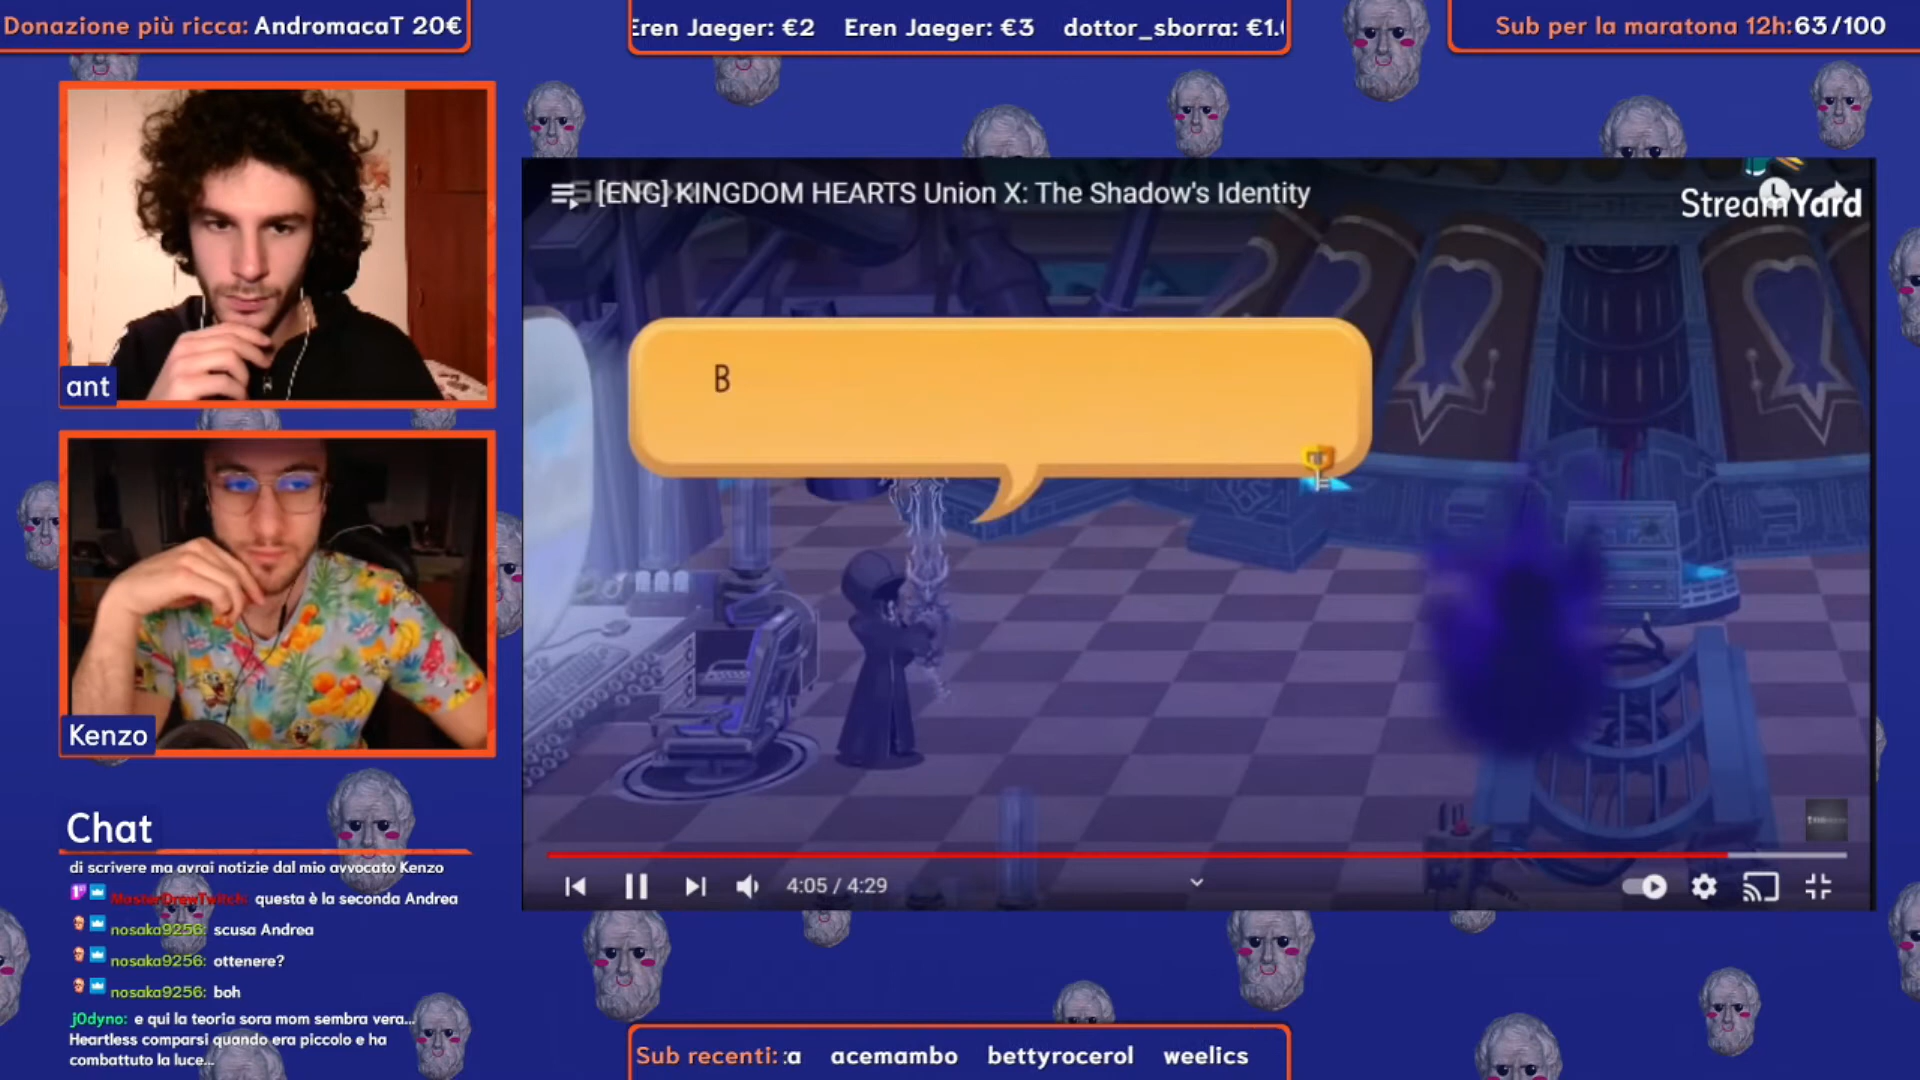 Donazione più ricca: AndromacaT 20€
Eren Jaeger: €2 Eren Jaeger: €3 dottor_sborra: €1.
Sub per la maratona 12h:63/100
[ENG] KINGDOM HEARTS Union X: The Shadow's Identity
StreamYard
ant
B
Kenzo
Chat
di scrivere ma avrai notizie dal mio avvocato Kenzo
MasterDrewTwitch: questa è la seconda Andrea
nosaka9256: scusa Andrea
nosaka9256: ottenere?
nosaka9256: boh
j0dyno: e qui la teoria sora mom sembra vera...
Heartless comparsi quando era piccolo e ha
combattuto la luce...
4:05 / 4:29
Sub recenti: :a acemambo bettyrocerol weelics